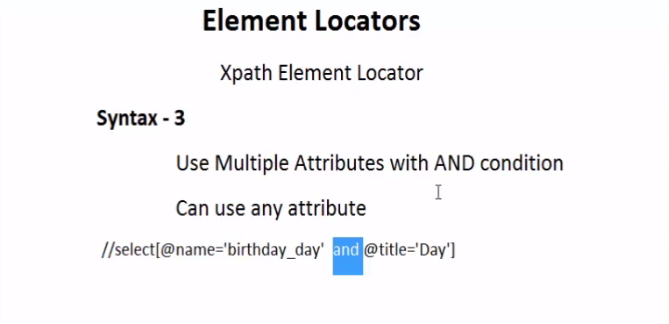 Element Locators
Xpath Element Locator
Syntax - 3
Use Multiple Attributes with AND condition
Can use any attribute
//select[@name='birthday_day' and @title='Day']